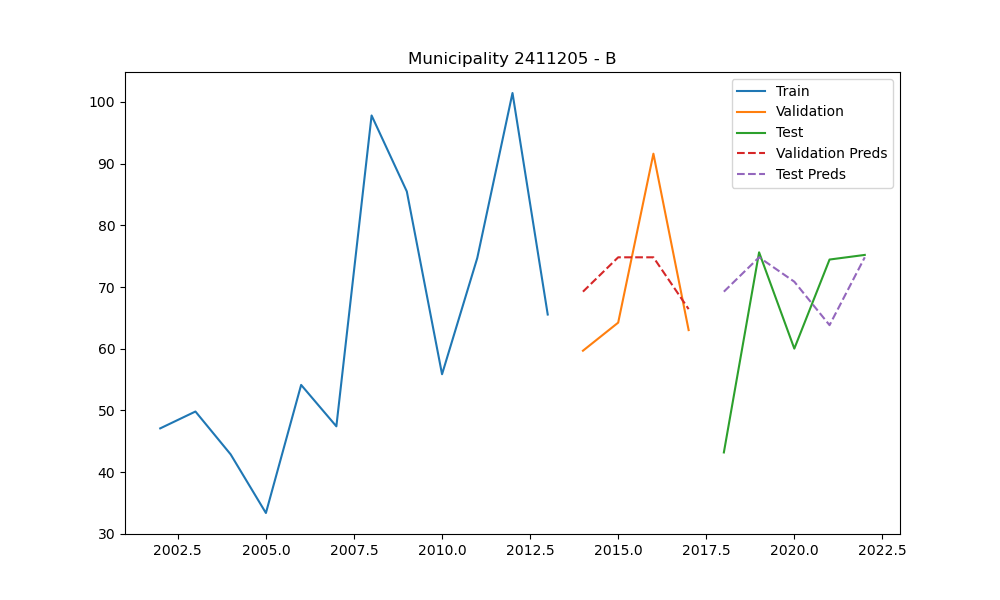 Municipality 2411205 - B
Train
Validation
Test
Validation Preds
Test Preds
100
90
80
70
60
50
40
30
2002.5 2005.0 2007.5 2010.0 2012.5 2015.0 2017.5 2020.0 2022.5